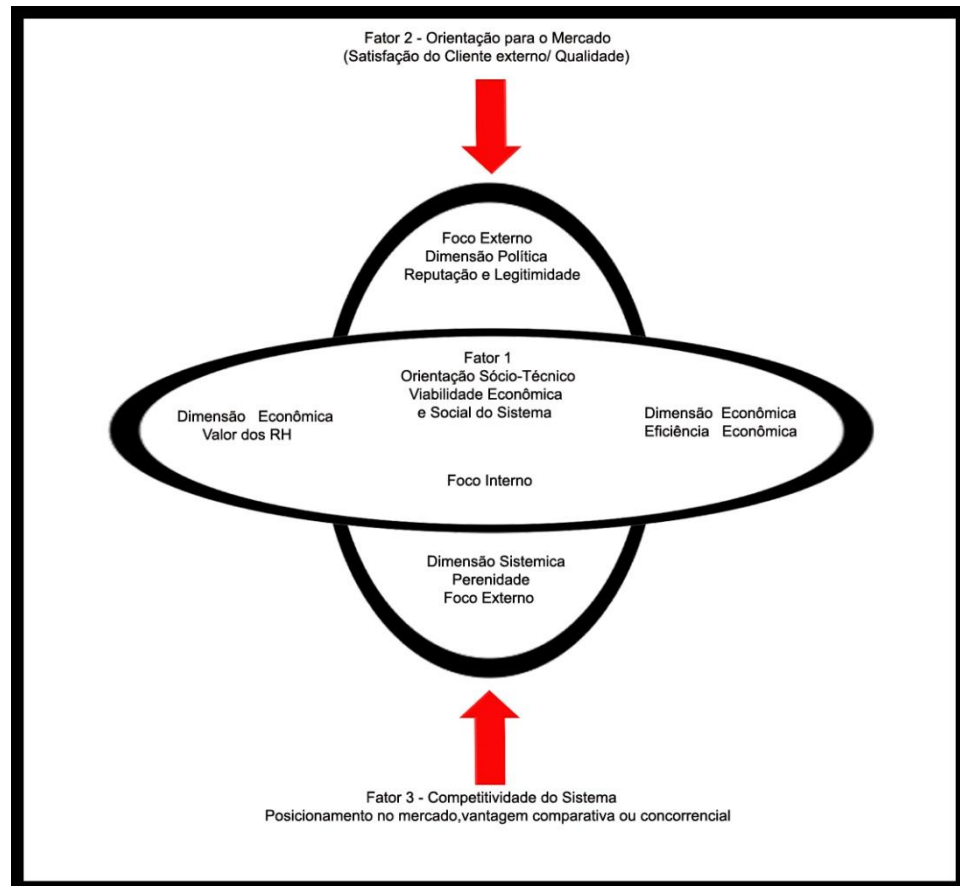 Fator 2 - Orientação para o Mercado
(Satisfação do Cliente externo/ Qualidade)
Foco Externo
Dimensão Política
Reputação e Legitimidade
Fator 1
Orientação Sócio-Técnico
Viabilidade Econômica
e Social do Sistema
Dimensão Econômica
Valor dos RH
Dimensão Econômica
Eficiência Econômica
Foco Interno
Dimensão Sistemica
Perenidade
Foco Externo
Fator 3 - Competitividade do Sistema
Posicionamento no mercado,vantagem comparativa ou concorrencial